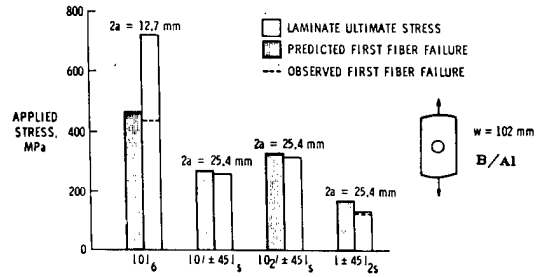 800
600
400
200
0
APPLIED
STRESS,
MPa
2a = 12.7 mm
LAMINATE ULTIMATE STRESS
PREDICTED FIRST FIBER FAILURE
OBSERVED FIRST FIBER FAILURE
2a = 25.4 mm
2a = 25.4 mm
2a = 25.4 mm
w = 102 mm
B/Al
[0]6
[0/±45]s
[02/±45]s
[±45]2s